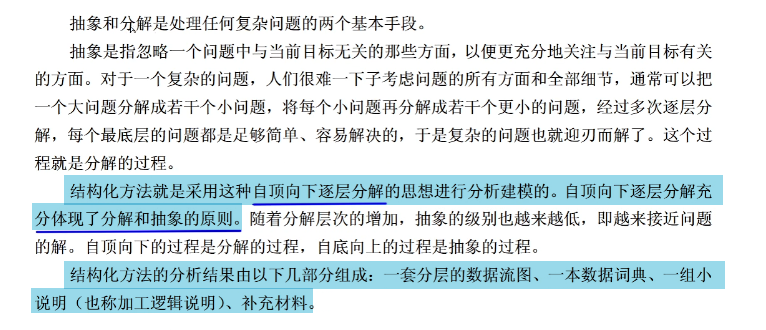 抽象和分解是处理任何复杂问题的两个基本手段。
抽象是指忽略一个问题中与当前目标无关的那些方面，以便更充分地关注与当前目标有关
的方面。对于一个复杂的问题，人们很难一下子考虑问题的所有方面和全部细节，通常可以把
一个大问题分解成若干个小问题，将每个小问题再分解成若干个更小的问题，经过多次逐层分
解，每个最底层的问题都是足够简单、容易解决的，于是复杂的问题也就迎刃而解了。这个过
程就是分解的过程。
结构化方法就是采用这种自顶向下逐层分解的思想进行分析建模的。自顶向下逐层分解充
分体现了分解和抽象的原则。随着分解层次的增加，抽象的级别也越来越低，即越来接近问题
的解。自顶向下的过程是分解的过程，自底向上的过程是抽象的过程。
结构化方法的分析结果由以下几部分组成：一套分层的数据流图、一本数据词典、一组小
说明（也称加工逻辑说明）、补充材料。